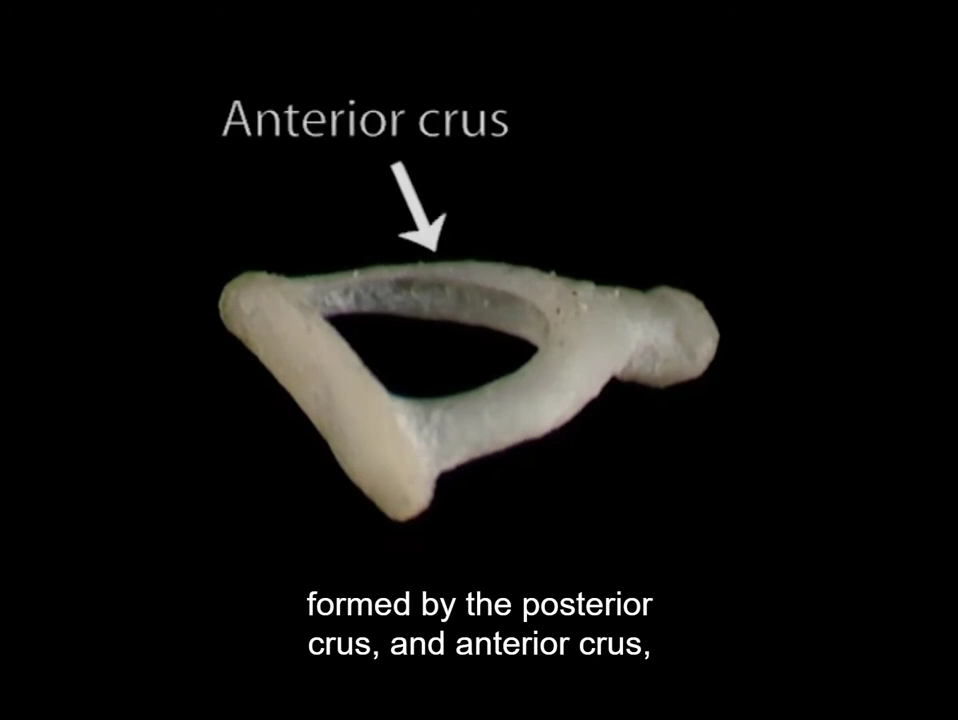 Anterior crus
formed by the posterior
crus, and anterior crus,